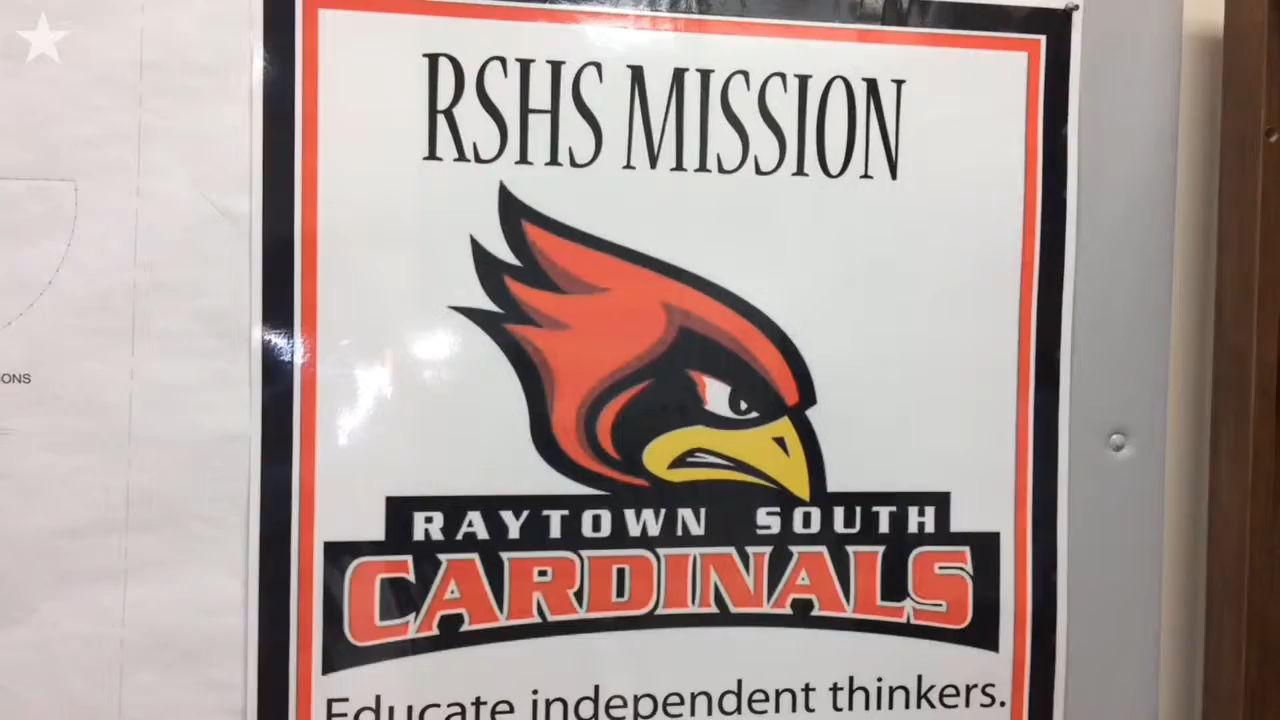 RSHS MISSION
ONS
RAYTOWN SOUTH
CARDINALS
Educate independent thinkers.